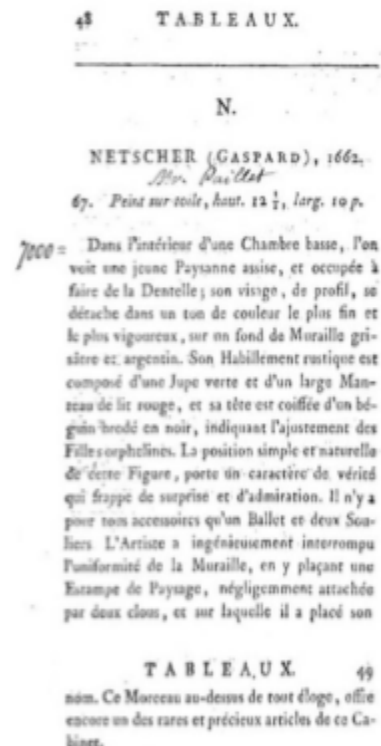 48 TABLEAUX.
N.
NETSCHER (GASPARD), 1662.
Mr. Paillet
67. Peint sur toile, haut. 12 ½, larg. 10 p.
7000 = Dans l'intérieur d'une Chambre basse, l'on
voit une jeune Paysanne assise, et occupée à
faire de la Dentelle; son visage, de profil, se
détache dans un ton de couleur le plus fin et
le plus vigoureux, sur un fond de Muraille gri-
sâtre et argentin. Son Habillement rustique est
composé d'une Jupe verte et d'un large Man-
teau de lit rouge, et sa tête est coiffée d'un bé-
guin brodé en noir, indiquant l'ajustement des
Filles orphelines. La position simple et naturelle
de cette Figure, porte un caractère de vérité
qui frappe de surprise et d'admiration. Il n'y a
pour tous accessoires qu'un Ballet et deux Sou-
liers L'Artiste a ingénieusement interrompu
l'uniformité de la Muraille, en y plaçant une
Estampe de Paysage, négligemment attachée
par deux clous, et sur laquelle il a placé son
TABLEAUX. 49
nom. Ce Morceau au-dessus de tout éloge, offre
encore un des rares et précieux articles de ce Ca-
binet.